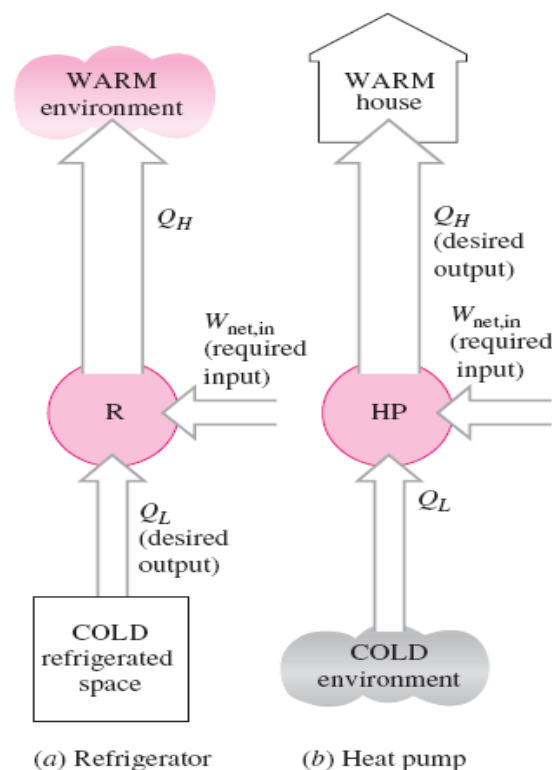 WARM
environment
Q_H
W_net,in
(required
input)
R
Q_L
(desired
output)
COLD
refrigerated
space
(a) Refrigerator
WARM
house
Q_H
(desired
output)
W_net,in
(required
input)
HP
Q_L
COLD
environment
(b) Heat pump